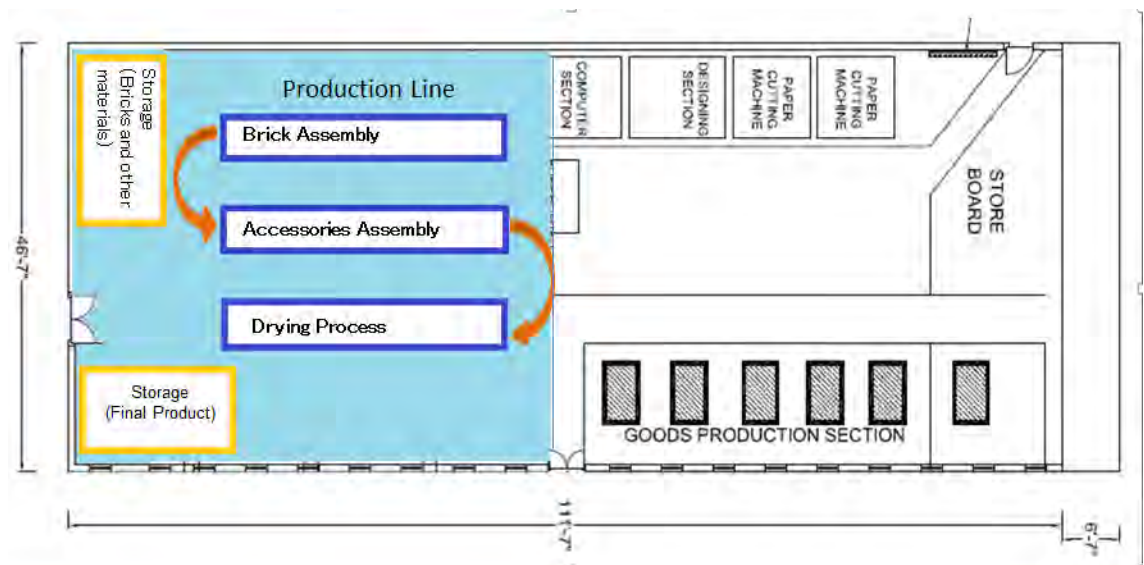 Storage
(Bricks and other
materials)
Production Line
Brick Assembly
Accessories Assembly
Drying Process
Storage
(Final Product)
COMPUTER
SECTION
DESIGNING
SECTION
PAPER
CUTTING
MACHINE
PAPER
CUTTING
MACHINE
STORE
BOARD
GOODS PRODUCTION SECTION
46'-7"
111'-7"
6'-7"